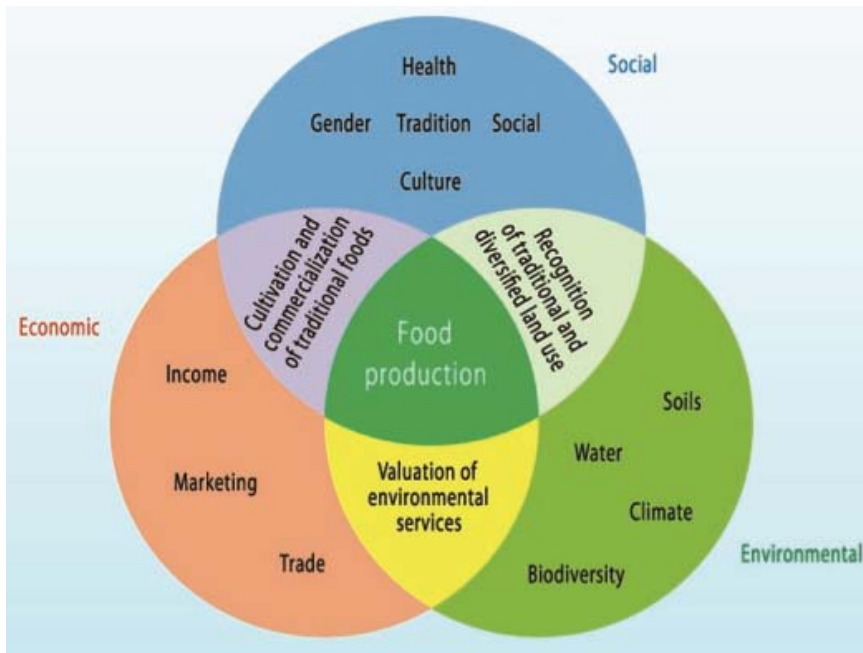 Health
Social
Gender Tradition Social
Culture
Cultivation and
commercialization
of traditional foods
Recognition
of traditional and
diversified land use
Economic
Food
production
Income
Soils
Water
Marketing
Valuation of
environmental
services
Climate
Trade
Biodiversity
Environmental